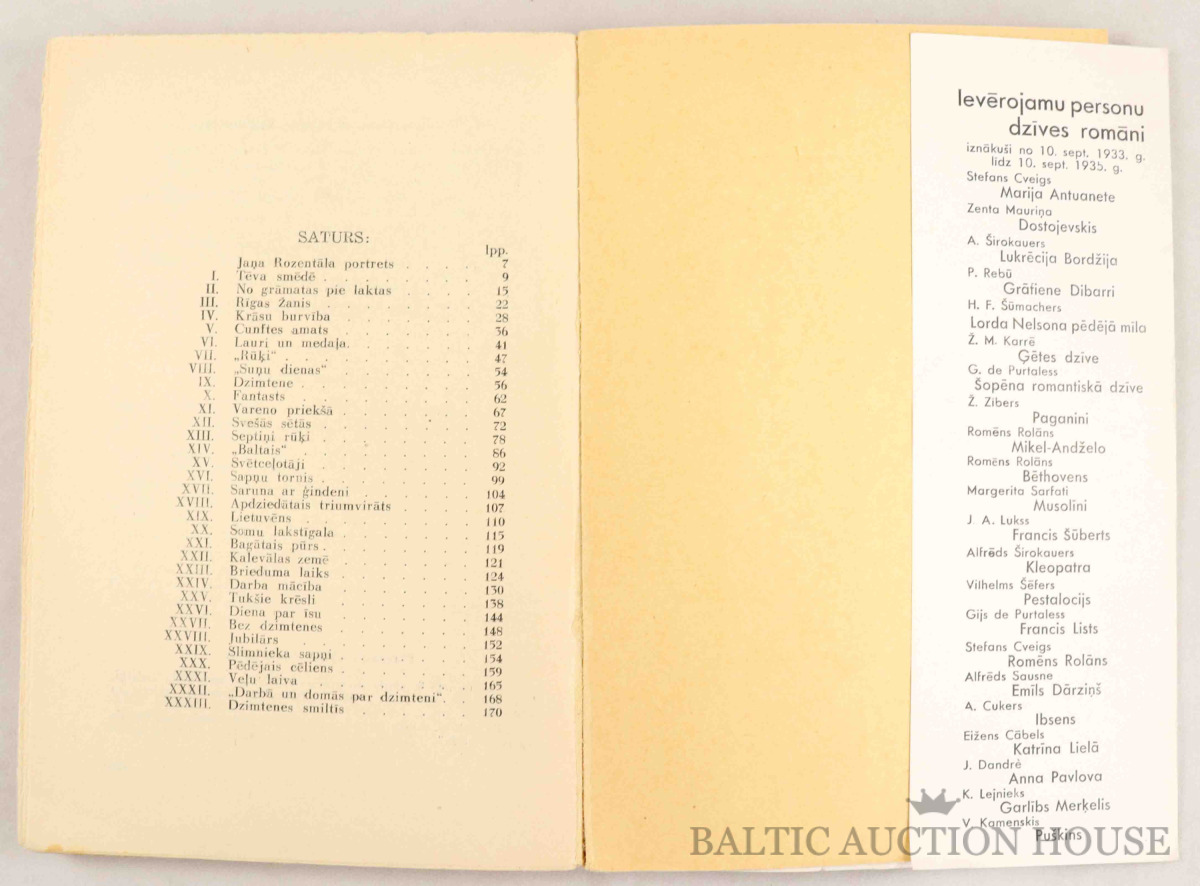 SATURS:
lpp.
Jaņa Rozentāla portrets . . . . 7
I. Tēva smēdē . . . . . . . 9
II. No grāmatas pie laktas . . . . 15
III. Rīgas Žanis . . . . . . . 22
IV. Krāsu burvība . . . . . . 28
V. Cunftes amats . . . . . . 36
VI. Lauri un medaļa. . . . . . 41
VII. „Rūķi“ . . . . . . . . 47
VIII. „Suņu dienas“ . . . . . . 54
IX. Dzimtene . . . . . . . 56
X. Fantasts . . . . . . . 62
XI. Vareno priekšā . . . . . . 67
XII. Svešās sētās . . . . . . 72
XIII. Septiņi rūķi . . . . . . 78
XIV. „Baltais“ . . . . . . . 86
XV. Svētceļotāji . . . . . . 92
XVI. Sapņu tornis . . . . . . 99
XVII. Saruna ar ģindeni . . . . . 104
XVIII. Apdziedātais triumvirāts . . . . 107
XIX. Lietuvēns . . . . . . . 110
XX. Somu lakstīgala . . . . . . 115
XXI. Bagātais pūrs . . . . . . 119
XXII. Kalevālas zemē . . . . . . 121
XXIII. Brieduma laiks . . . . . . 124
XXIV. Darba mācība . . . . . . 130
XXV. Tukšie krēsli . . . . . . 138
XXVI. Diena par īsu . . . . . . 144
XXVII. Bez dzimtenes . . . . . . 148
XXVIII. Jubilārs . . . . . . . 152
XXIX. Slimnieka sapņi . . . . . . 154
XXX. Pēdējais cēliens . . . . . . 159
XXXI. Veļu laiva . . . . . . . 165
XXXII. „Darbā un domās par dzimteni“. . 168
XXXIII. Dzimtenes smiltis . . . . . 170
Ievērojamu personu
dzīves romāni
iznākuši no 10. sept. 1933. g.
līdz 10. sept. 1935. g.
Stefans Cveigs
Marija Antuanete
Zenta Mauriņa
Dostojevskis
A. Širokauers
Lukrēcija Bordžija
P. Rebū
Grāfiene Dibarri
H. F. Šūmachers
Lorda Nelsona pēdējā mīla
Ž. M. Karrē
Ģētes dzīve
G. de Purtaless
Šopēna romantiskā dzīve
Ž. Zibers
Paganini
Romēns Rolāns
Mikel-Andželo
Romēns Rolāns
Bēthovens
Margerita Sarfati
Musolini
J. A. Lukss
Francis Šūberts
Alfrēds Širokauers
Kleopatra
Vilhelms Šēfers
Pestalocijs
Gijs de Purtaless
Francis Lists
Stefans Cveigs
Romēns Rolāns
Alfrēds Sausne
Emīls Dārziņš
A. Cukers
Ibsens
Eižens Cābels
Katrīna Lielā
J. Dandrē
Anna Pavlova
K. Lejnieks
Garlībs Merķelis
V. Kamenskis
Puškins
BALTIC AUCTION HOUSE